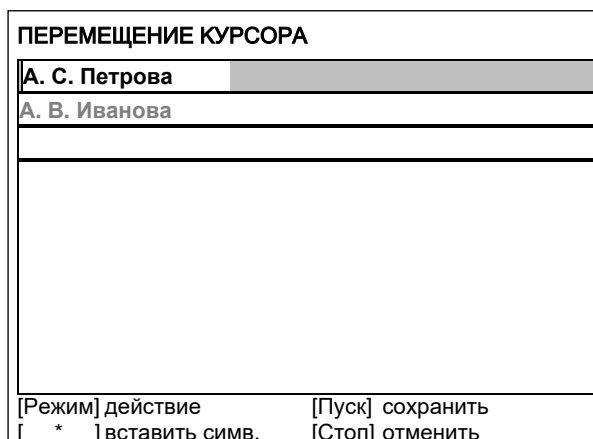 ПЕРЕМЕЩЕНИЕ КУРСОРА
А. С. Петрова
А. В. Иванова
[Режим] действие [Пуск] сохранить
[ * ] вставить симв. [Стоп] отменить